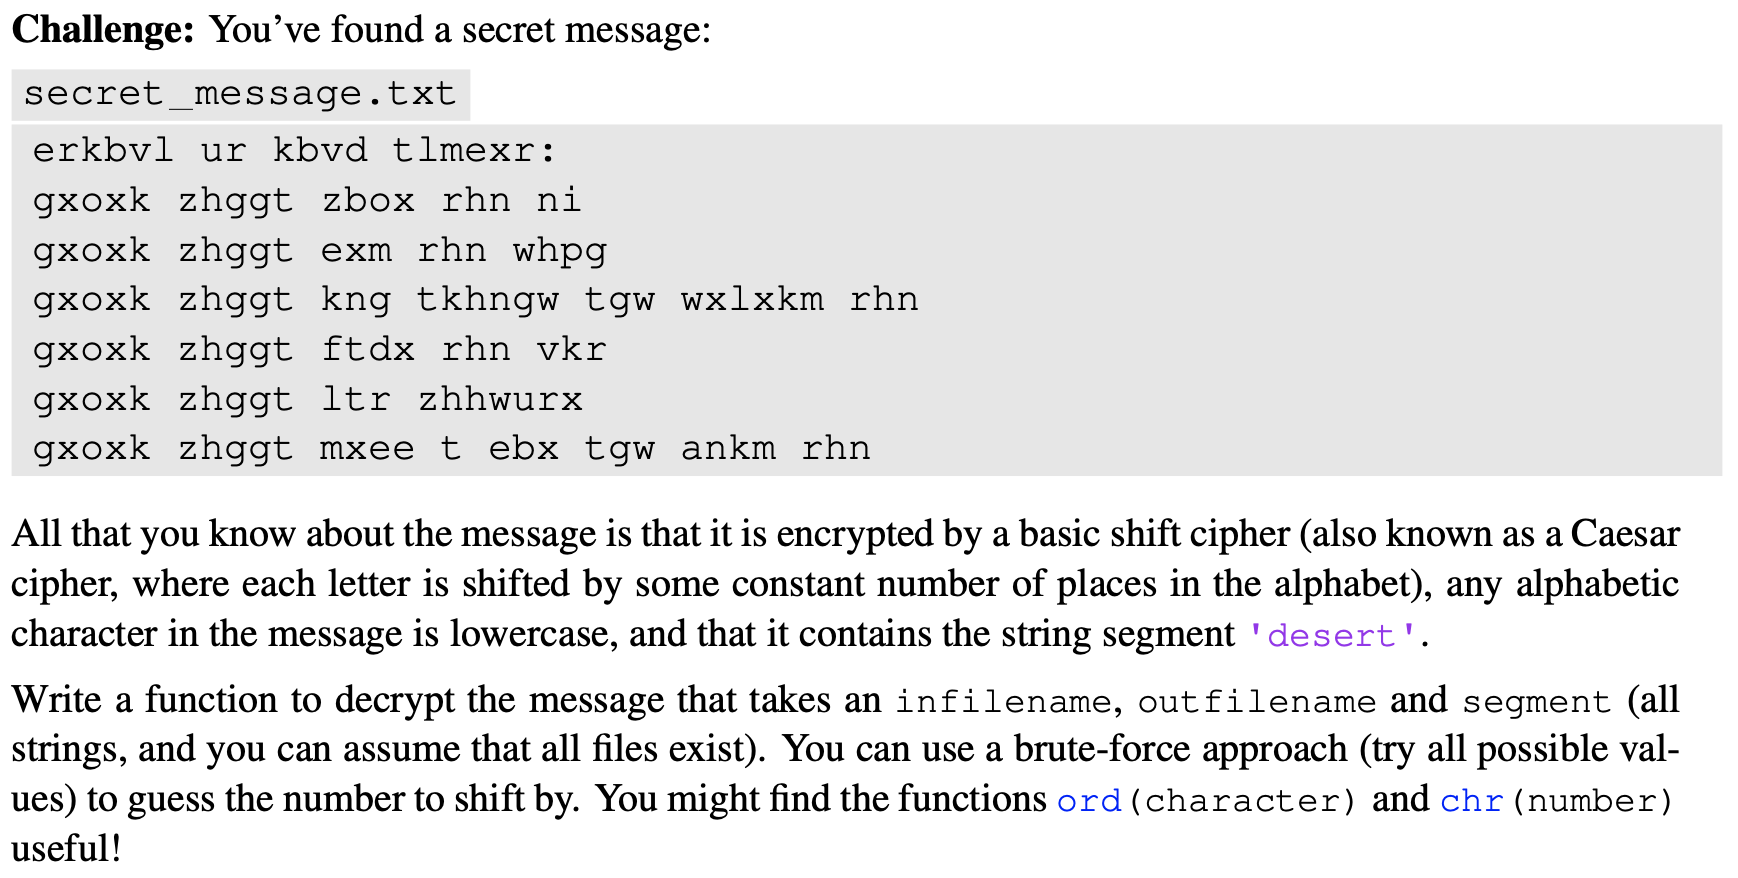 Challenge: You’ve found a secret message:
secret_message.txt
erkbvl ur kbvd tlmexr:
gxoxk zhggt zbox rhn ni
gxoxk zhggt exm rhn whpg
gxoxk zhggt kng tkhngw tgw wxlxkm rhn
gxoxk zhggt ftdx rhn vkr
gxoxk zhggt ltr zhhwurx
gxoxk zhggt mxee t ebx tgw ankm rhn
All that you know about the message is that it is encrypted by a basic shift cipher (also known as a Caesar
cipher, where each letter is shifted by some constant number of places in the alphabet), any alphabetic
character in the message is lowercase, and that it contains the string segment 'desert'.
Write a function to decrypt the message that takes an infilename, outfilename and segment (all
strings, and you can assume that all files exist). You can use a brute-force approach (try all possible val-
ues) to guess the number to shift by. You might find the functions ord(character) and chr(number)
useful!